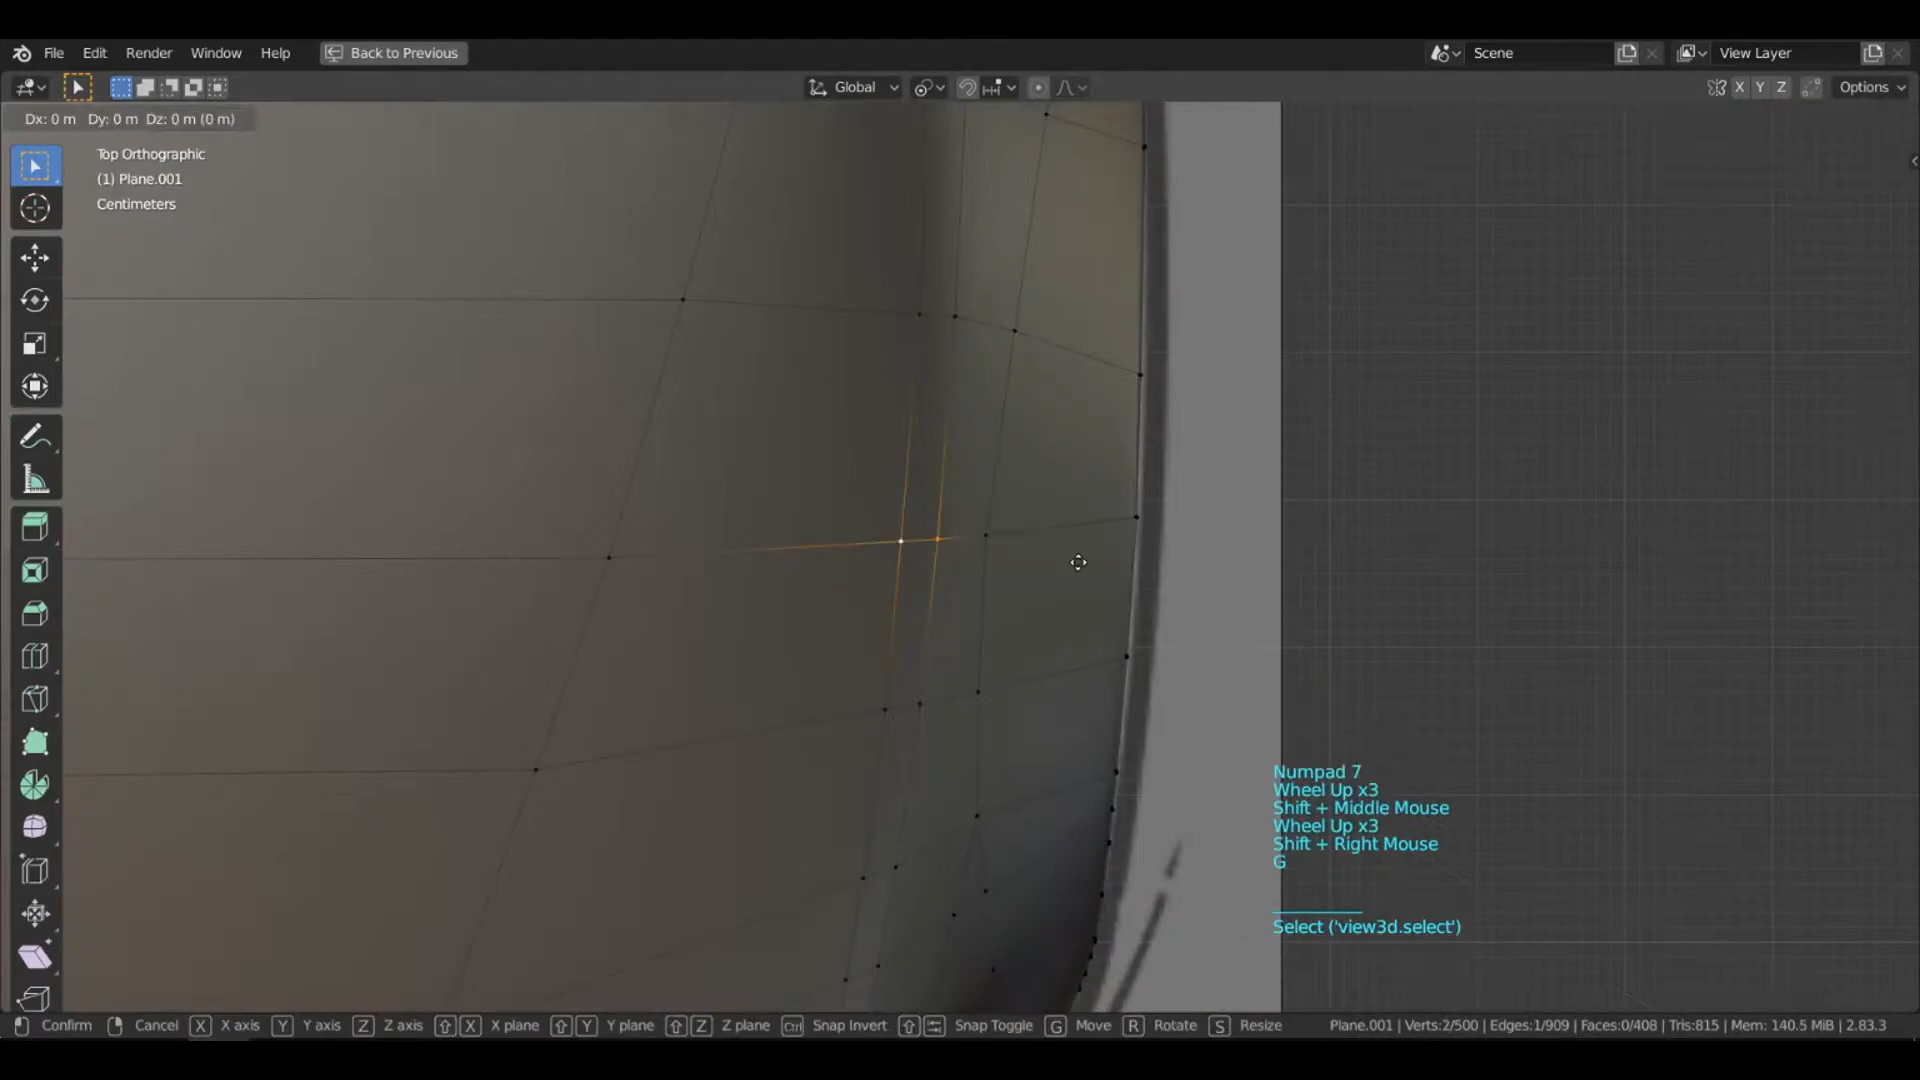 File Edit Render Window Help Back to Previous Scene View Layer
Global X Y Z Options
Dx: 0 m Dy: 0 m Dz: 0 m (0 m)
Top Orthographic
(1) Plane.001
Centimeters
Numpad 7
Wheel Up x3
Shift + Middle Mouse
Wheel Up x3
Shift + Right Mouse
G
Select ('view3d.select')
Confirm Cancel X X axis Y Y axis Z Z axis X X plane Y Y plane Z Z plane Ctrl Snap Invert Snap Toggle G Move R Rotate S Resize Plane.001 | Verts:2/500 | Edges:1/909 | Faces:0/408 | Tris:815 | Mem: 140.5 MiB | 2.83.3